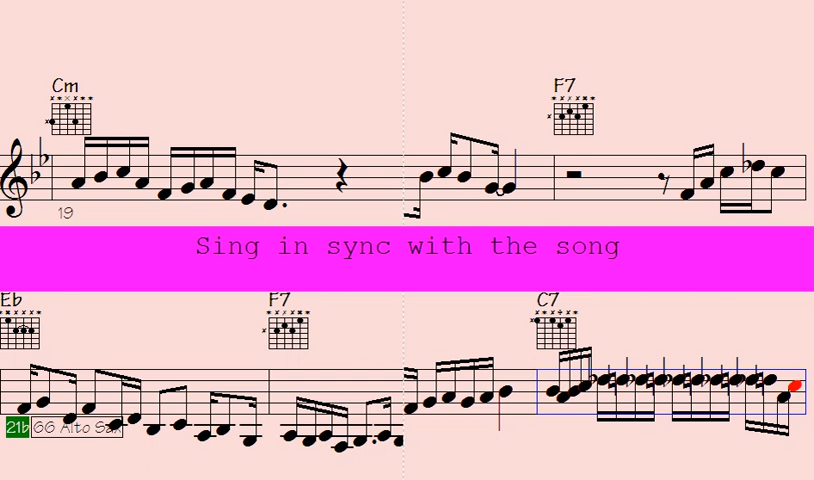 Cm F7
19
Sing in sync with the song
Eb F7 C7
21b 66 Alto Sax